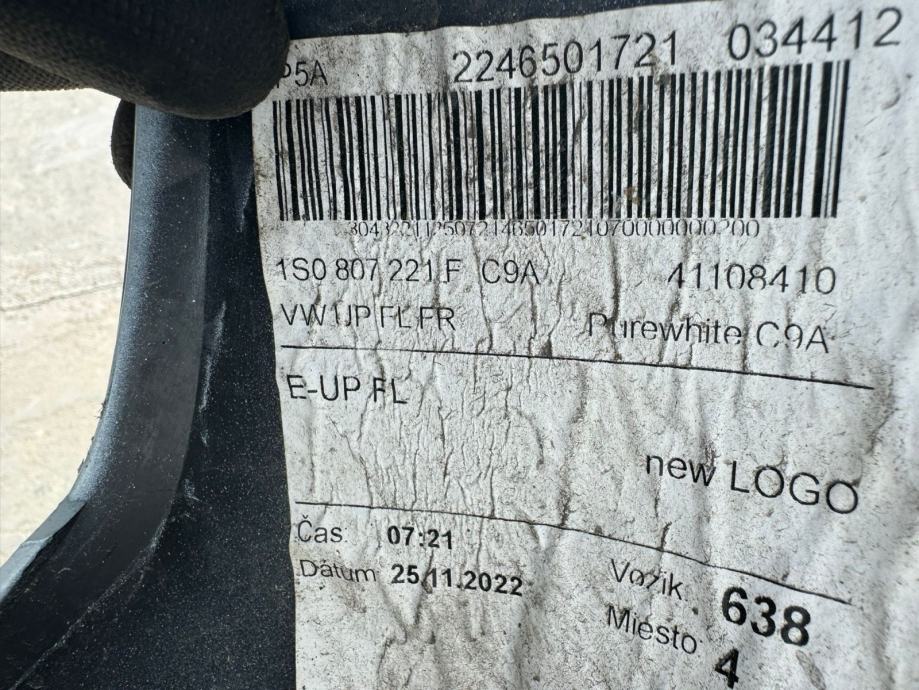 P5A 2246501721 034412
1S0 807 221 F C9A 41108410
VW UP FL FR Purewhite C9A
E-UP FL
new LOGO
Čas 07:21
Dátum 25.11.2022
Vozík 638
Miesto 4